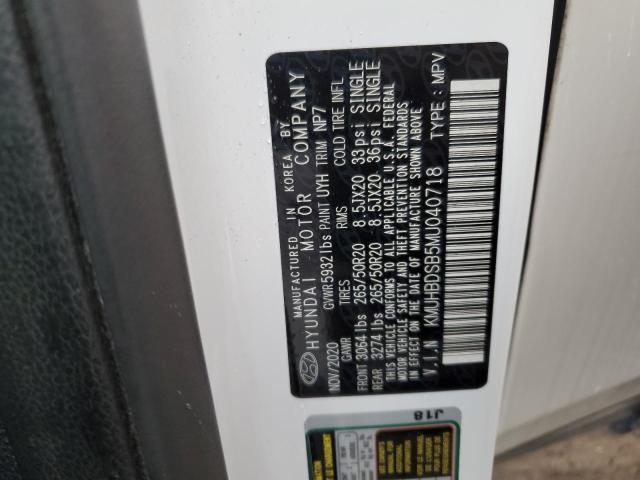 MANUFACTURED IN KOREA BY
HYUNDAI MOTOR COMPANY
NOV/2020 GVWR5932lbs PAINT UYH TRIM NP7
GAWR TIRES RIMS COLD TIRE INFL
FRONT 3064lbs 265/50R20 8.5JX20 33psi SINGLE
REAR 3274lbs 265/50R20 8.5JX20 36psi SINGLE
THIS VEHICLE CONFORMS TO ALL APPLICABLE U.S.A. FEDERAL
MOTOR VEHICLE SAFETY AND THEFT PREVENTION STANDARDS
IN EFFECT ON THE DATE OF MANUFACTURE SHOWN ABOVE.
V.I.N KMUHBDSB5MU040718 TYPE : MPV
J18